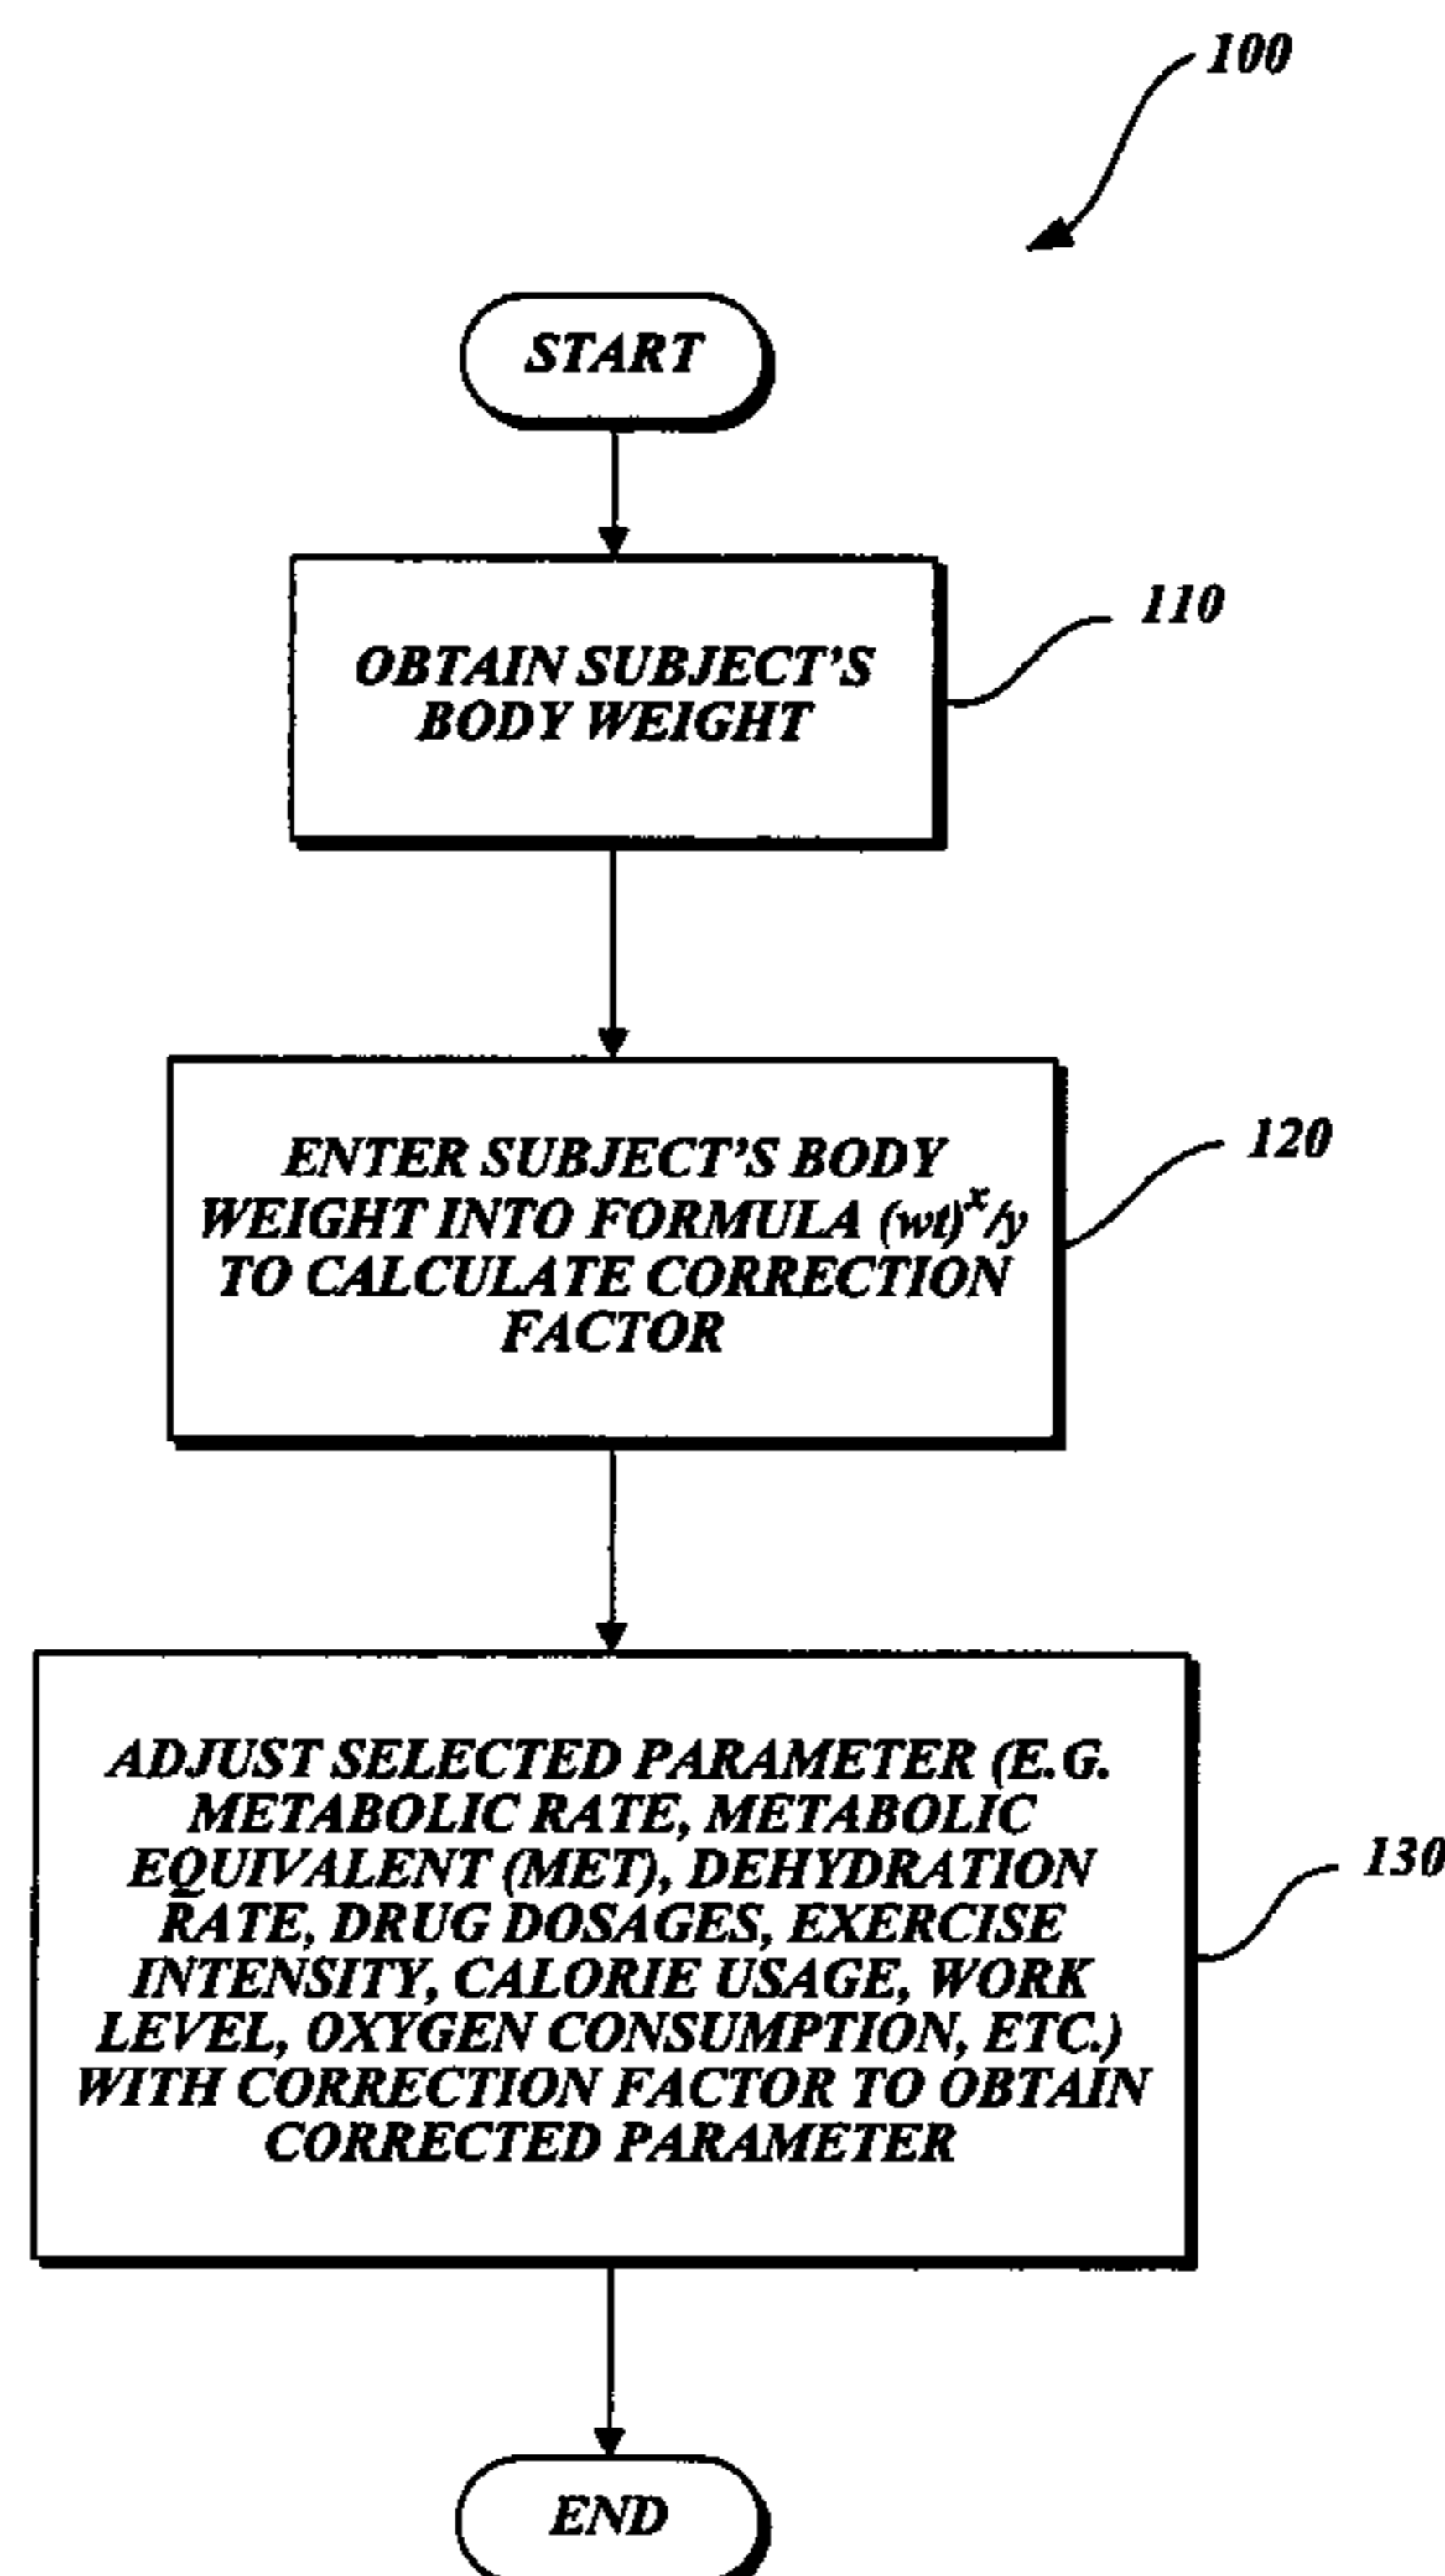 100
START
OBTAIN SUBJECT'S
BODY WEIGHT
110
ENTER SUBJECT'S BODY
WEIGHT INTO FORMULA (wt)^x/y
TO CALCULATE CORRECTION
FACTOR
120
ADJUST SELECTED PARAMETER (E.G.
METABOLIC RATE, METABOLIC
EQUIVALENT (MET), DEHYDRATION
RATE, DRUG DOSAGES, EXERCISE
INTENSITY, CALORIE USAGE, WORK
LEVEL, OXYGEN CONSUMPTION, ETC.)
WITH CORRECTION FACTOR TO OBTAIN
CORRECTED PARAMETER
130
END